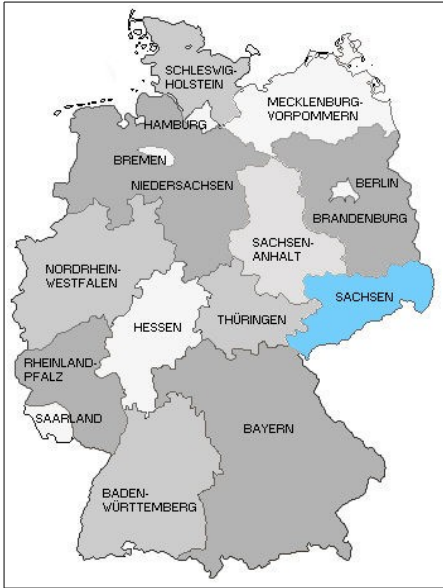 SCHLESWIG-
HOLSTEIN
MECKLENBURG-
VORPOMMERN
HAMBURG
BREMEN
NIEDERSACHSEN
BERLIN
BRANDENBURG
SACHSEN-
ANHALT
NORDRHEIN-
WESTFALEN
SACHSEN
HESSEN
THÜRINGEN
RHEINLAND-
PFALZ
SAARLAND
BAYERN
BADEN-
WÜRTTEMBERG